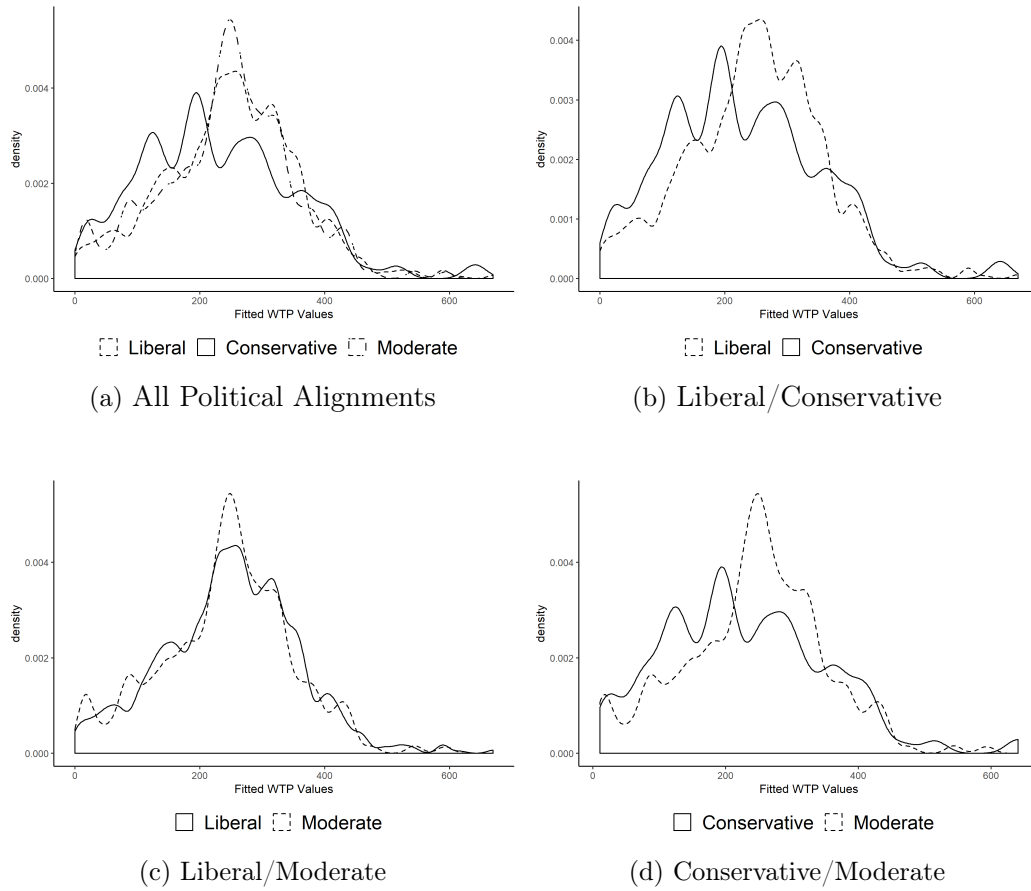 density
0.004
0.002
0.000
0 200 400 600
Fitted WTP Values
Liberal Conservative Moderate
(a) All Political Alignments
density
0.004
0.003
0.002
0.001
0.000
0 200 400 600
Fitted WTP Values
Liberal Conservative
(b) Liberal/Conservative
density
0.004
0.002
0.000
0 200 400 600
Fitted WTP Values
Liberal Moderate
(c) Liberal/Moderate
density
0.004
0.002
0.000
0 200 400 600
Fitted WTP Values
Conservative Moderate
(d) Conservative/Moderate